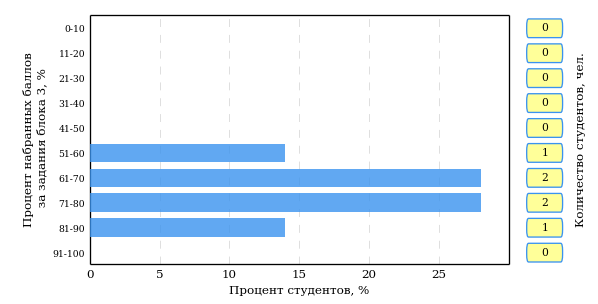 Процент набранных баллов
за задания блока 3, %
0-10 0
11-20 0
21-30 0
31-40 0
41-50 0
51-60 1
61-70 2
71-80 2
81-90 1
91-100 0
0 5 10 15 20 25
Процент студентов, %
Количество студентов, чел.